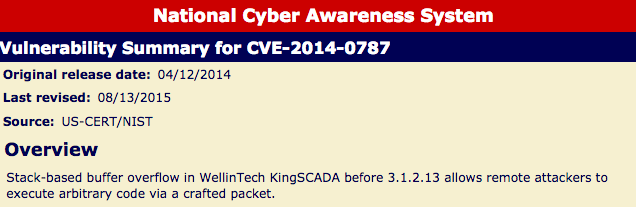 National Cyber Awareness System
Vulnerability Summary for CVE-2014-0787
Original release date: 04/12/2014
Last revised: 08/13/2015
Source: US-CERT/NIST
Overview
Stack-based buffer overflow in WellinTech KingSCADA before 3.1.2.13 allows remote attackers to
execute arbitrary code via a crafted packet.